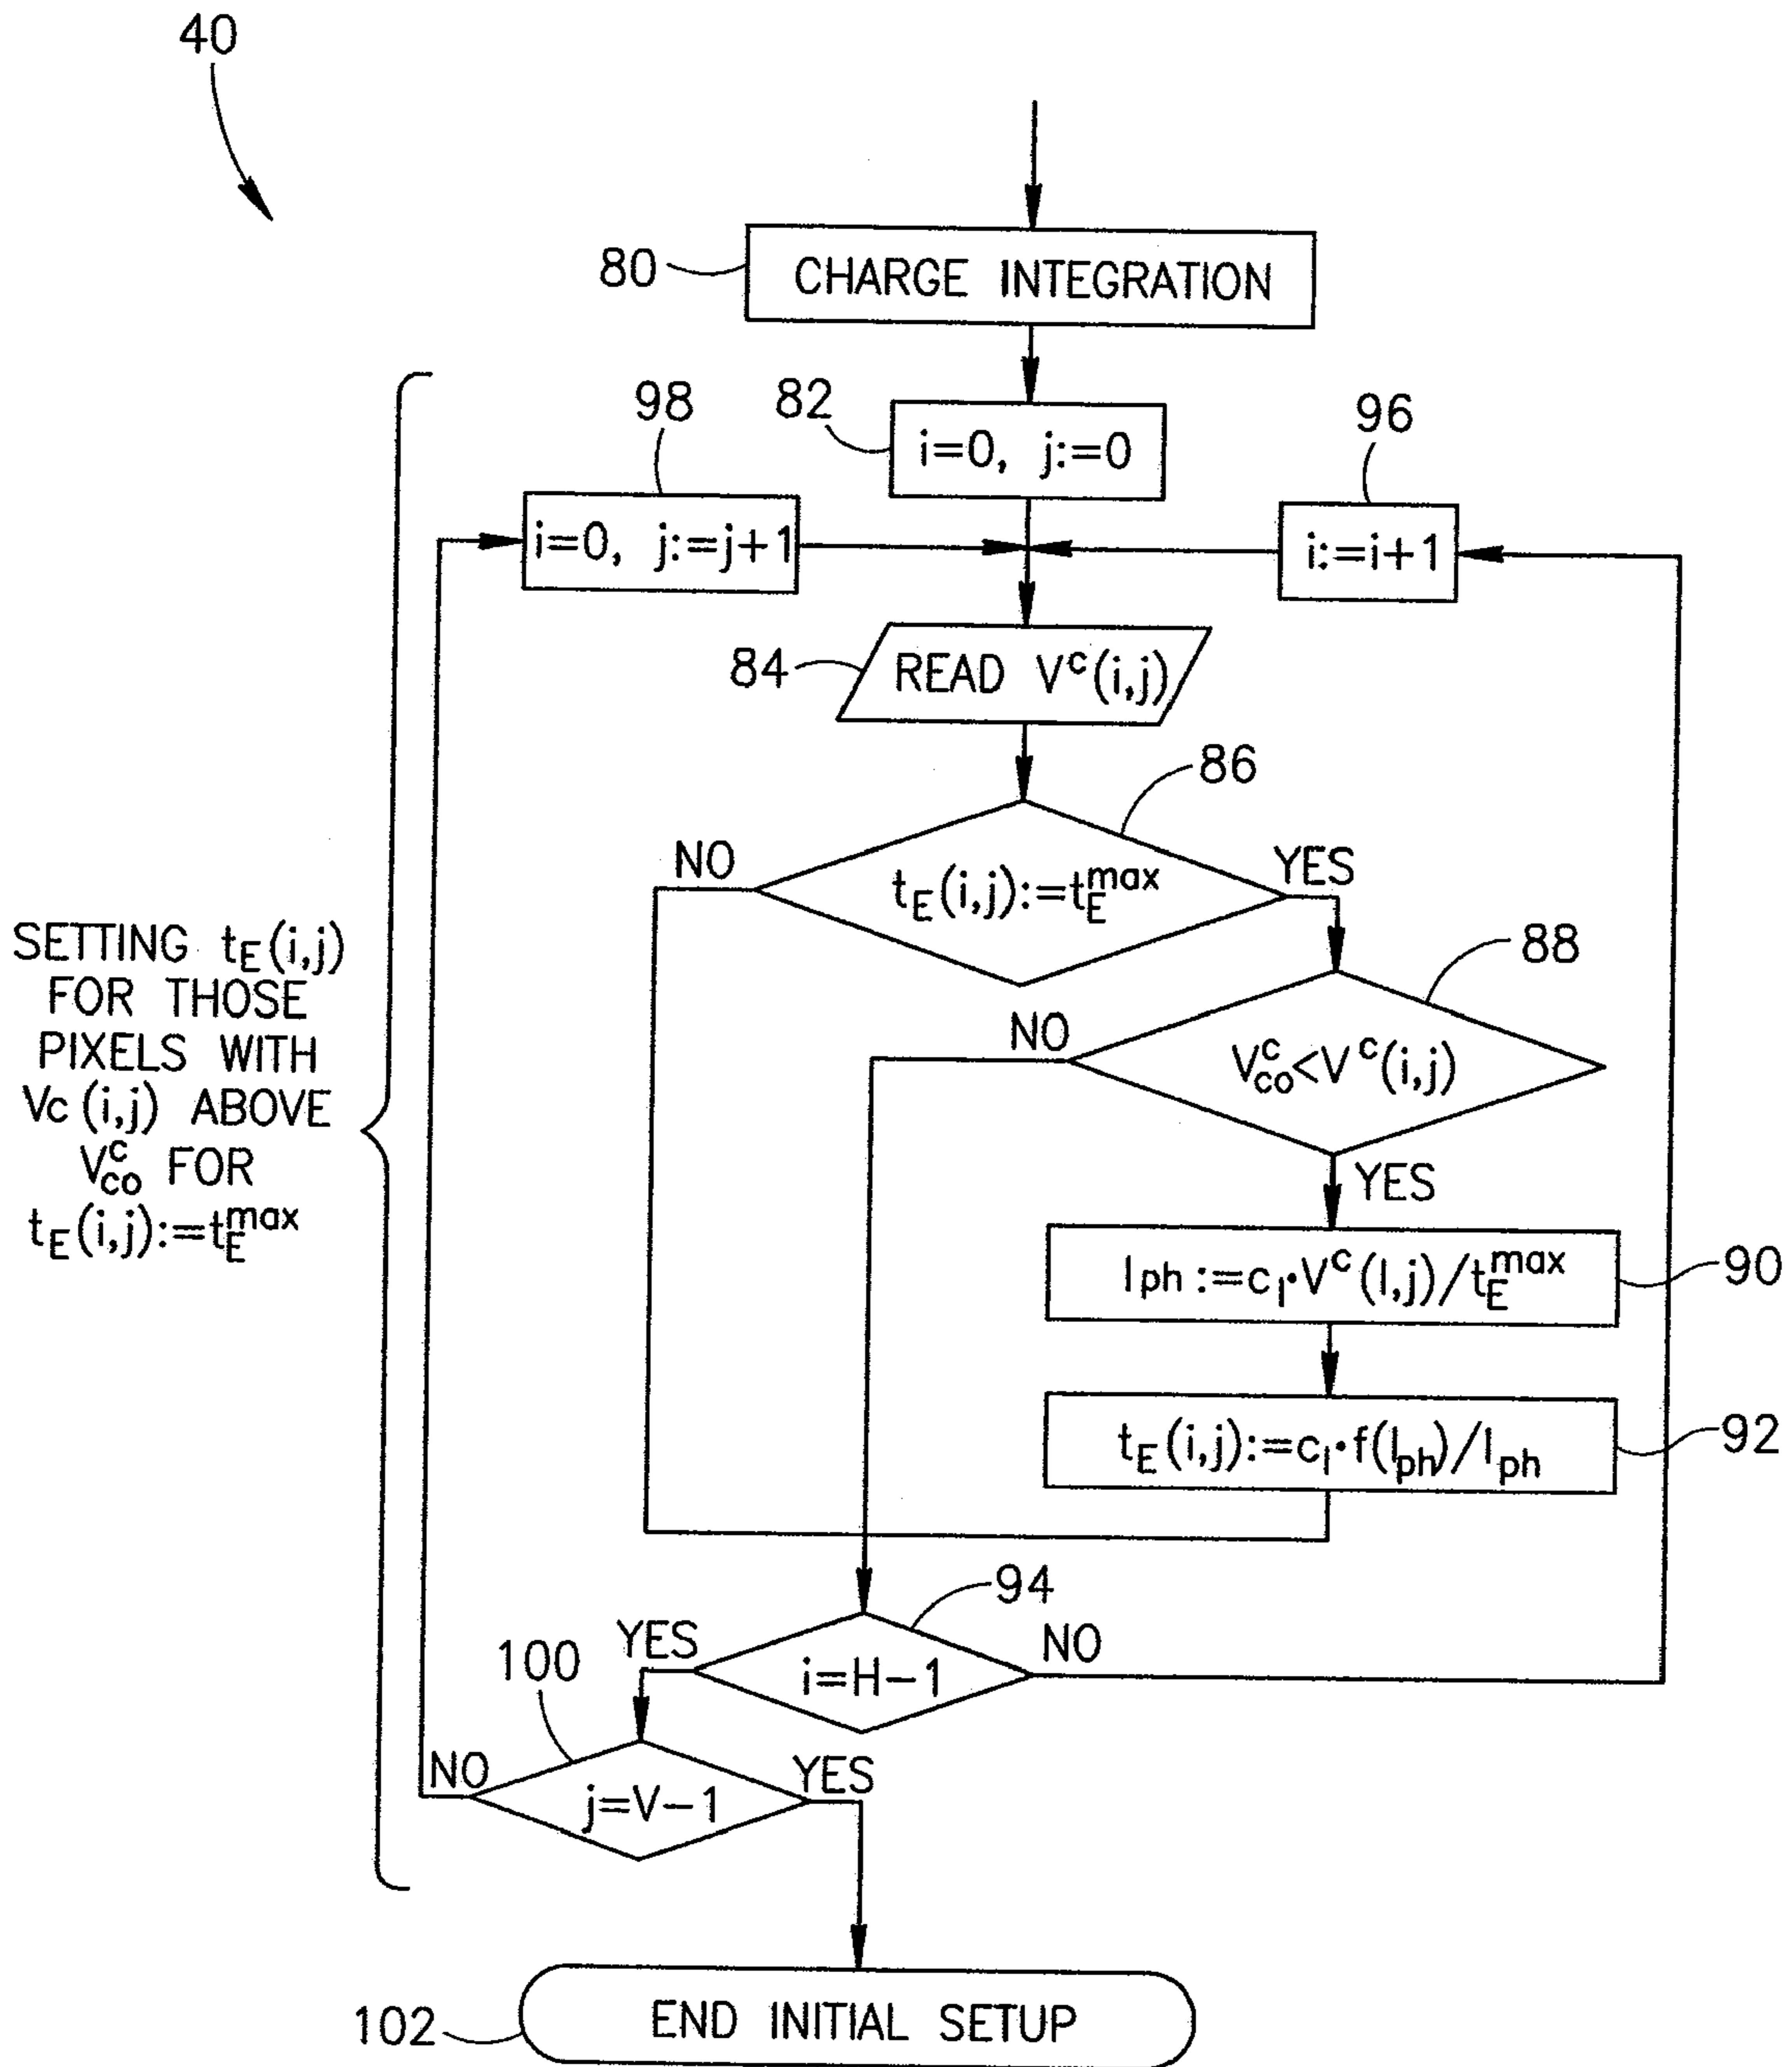 40
80
CHARGE INTEGRATION
98
82
96
i=0, j:=0
i=0, j:=j+1
i:=i+1
84
READ V^c(i,j)
86
NO
YES
t_E(i,j):=t_E^max
88
SETTING t_E(i,j)
FOR THOSE
PIXELS WITH
Vc(i,j) ABOVE
V_co^c FOR
t_E(i,j):=t_E^max
NO
V_co^c<V^c(i,j)
YES
I_ph:=c_I·V^c(I,j)/t_E^max
90
t_E(i,j):=c_I·f(I_ph)/I_ph
92
94
YES
NO
i=H-1
100
NO
YES
j=V-1
END INITIAL SETUP
102